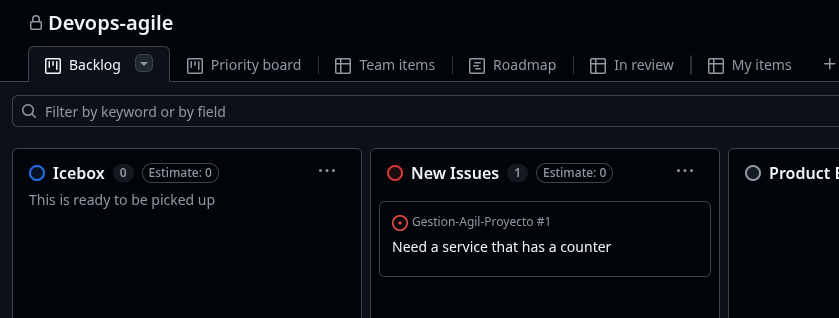 Devops-agile
Backlog
Priority board
Team items
Roadmap
In review
My items
Filter by keyword or by field
Icebox 0 Estimate: 0
This is ready to be picked up
New Issues 1 Estimate: 0
Gestion-Agil-Proyecto #1
Need a service that has a counter
Product